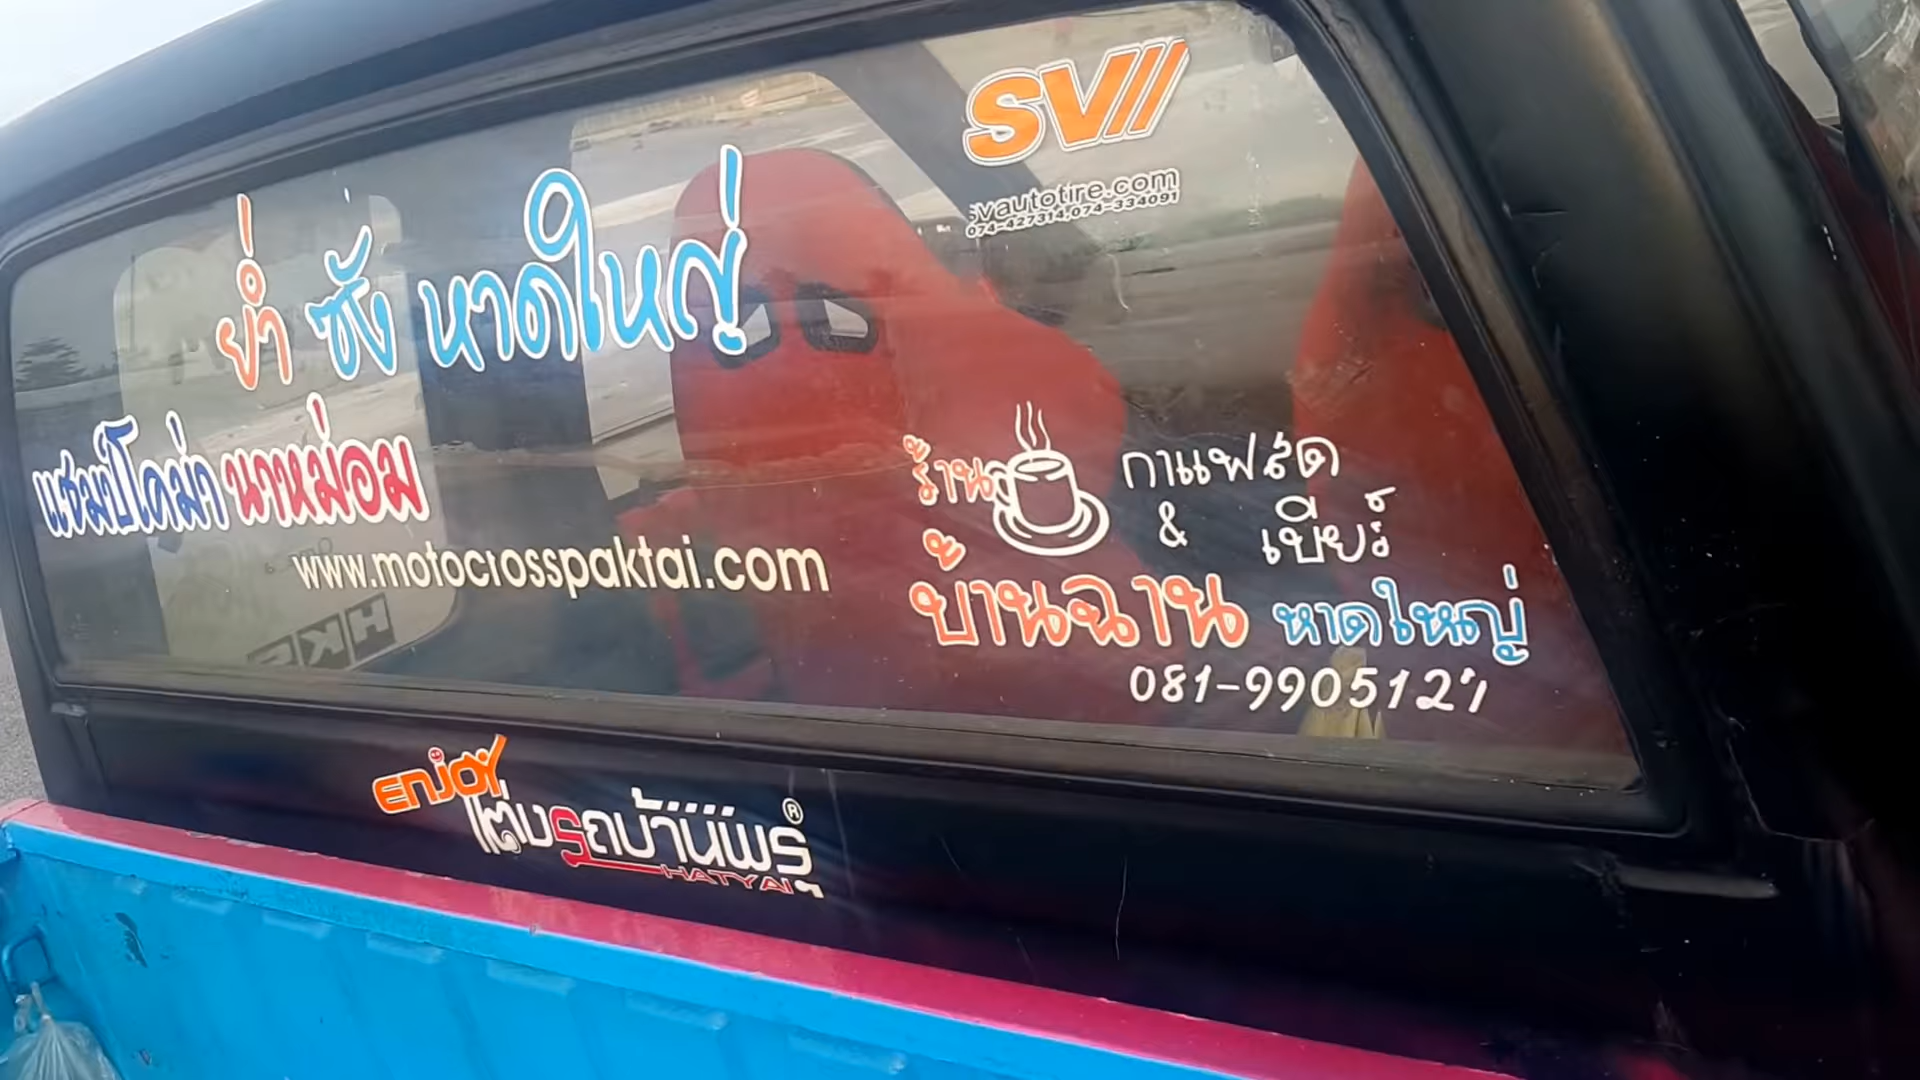 SV//
svautotire.com
074-427314,074-334091
ย่ำ ซั่ง หาดใหญ่
แชมป์โคม่า นาหม่อม
www.motocrosspaktai.com
ร้าน กาแฟสด
& เบียร์
บ้านฉาน หาดใหญ่
081-9905127
HKS
ENJOY
แต่งรถบ้านพรุ ®
HATYAI